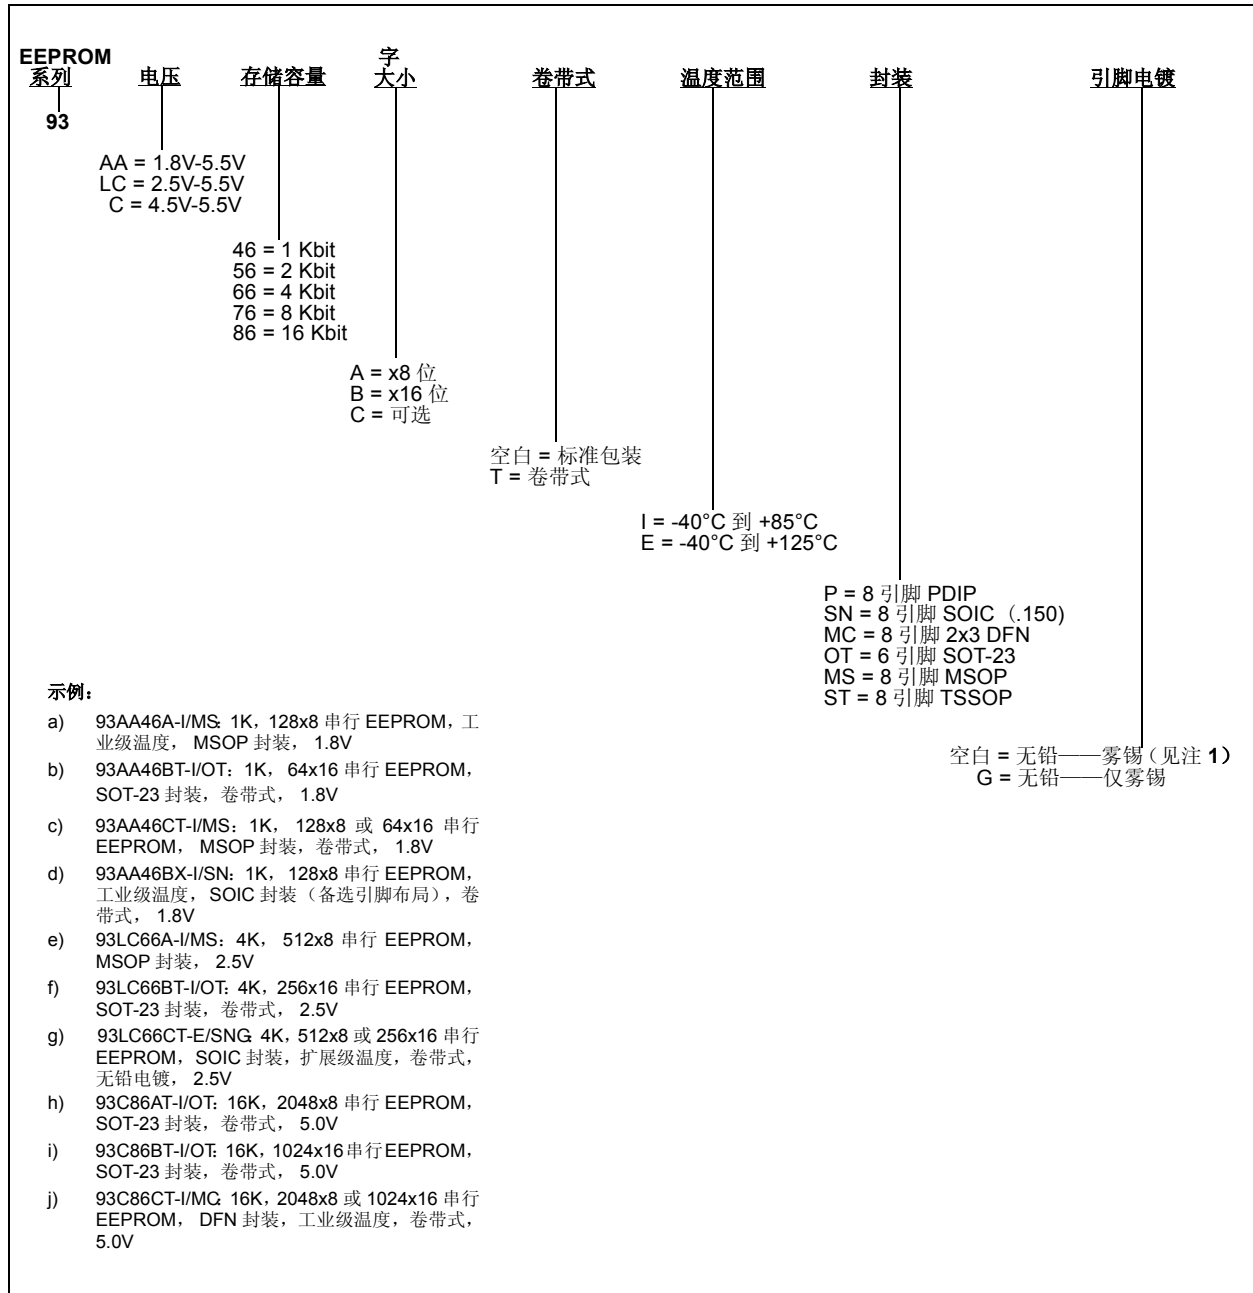 EEPROM
系列
电压
存储容量
字
大小
卷带式
温度范围
封装
引脚电镀
93
AA = 1.8V-5.5V
LC = 2.5V-5.5V
C = 4.5V-5.5V
46 = 1 Kbit
56 = 2 Kbit
66 = 4 Kbit
76 = 8 Kbit
86 = 16 Kbit
A = x8 位
B = x16 位
C = 可选
空白 = 标准包装
T = 卷带式
I = -40°C 到 +85°C
E = -40°C 到 +125°C
P = 8 引脚 PDIP
SN = 8 引脚 SOIC（.150)
MC = 8 引脚 2x3 DFN
OT = 6 引脚 SOT-23
MS = 8 引脚 MSOP
ST = 8 引脚 TSSOP
空白 = 无铅——雾锡（见注 1）
G = 无铅——仅雾锡
示例：
a) 93AA46A-I/MS：1K，128x8 串行 EEPROM，工
业级温度， MSOP 封装， 1.8V
b) 93AA46BT-I/OT：1K， 64x16 串行 EEPROM，
SOT-23 封装，卷带式， 1.8V
c) 93AA46CT-I/MS：1K， 128x8 或 64x16 串行
EEPROM， MSOP 封装，卷带式， 1.8V
d) 93AA46BX-I/SN：1K， 128x8 串行 EEPROM，
工业级温度， SOIC 封装 （备选引脚布局），卷
带式， 1.8V
e) 93LC66A-I/MS：4K， 512x8 串行 EEPROM，
MSOP 封装， 2.5V
f) 93LC66BT-I/OT：4K，256x16 串行 EEPROM，
SOT-23 封装，卷带式， 2.5V
g) 93LC66CT-E/SNG：4K，512x8 或 256x16 串行
EEPROM，SOIC 封装，扩展级温度，卷带式，
无铅电镀， 2.5V
h) 93C86AT-I/OT：16K，2048x8 串行 EEPROM，
SOT-23 封装，卷带式， 5.0V
i) 93C86BT-I/OT：16K，1024x16 串行 EEPROM，
SOT-23 封装，卷带式， 5.0V
j) 93C86CT-I/MC：16K，2048x8 或 1024x16 串行
EEPROM， DFN 封装，工业级温度，卷带式，
5.0V